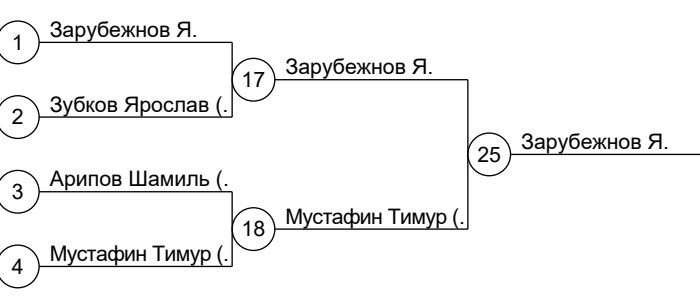 1
Зарубежнов Я.
17
Зарубежнов Я.
2
Зубков Ярослав (.
25
Зарубежнов Я.
3
Арипов Шамиль (.
18
Мустафин Тимур (.
4
Мустафин Тимур (.